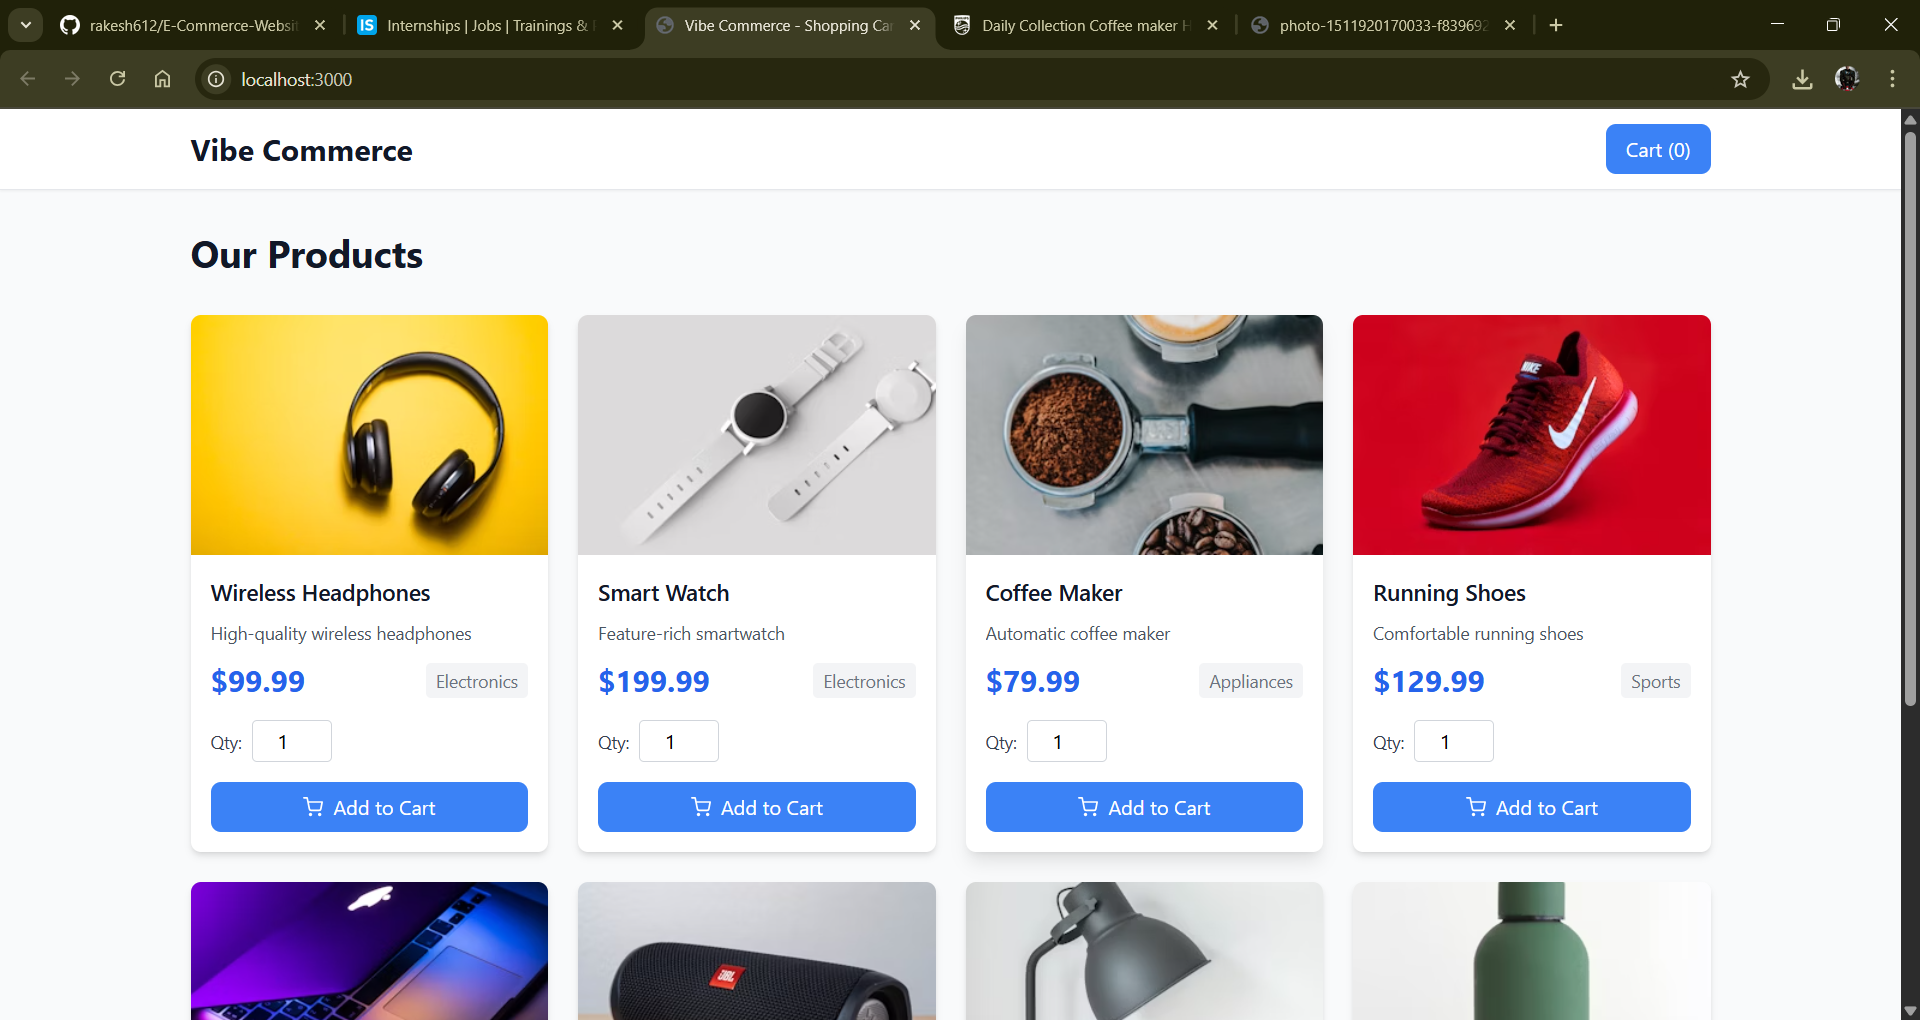 rakesh612/E-Commerce-Websit
Internships | Jobs | Trainings &
Vibe Commerce - Shopping Car
Daily Collection Coffee maker H
photo-1511920170033-f839692
localhost:3000
Vibe Commerce
Cart (0)
Our Products
NIKE
Wireless Headphones
Smart Watch
Coffee Maker
Running Shoes
High-quality wireless headphones
Feature-rich smartwatch
Automatic coffee maker
Comfortable running shoes
$99.99
Electronics
$199.99
Electronics
$79.99
Appliances
$129.99
Sports
Qty: 1
Qty: 1
Qty: 1
Qty: 1
Add to Cart
Add to Cart
Add to Cart
Add to Cart
JBL